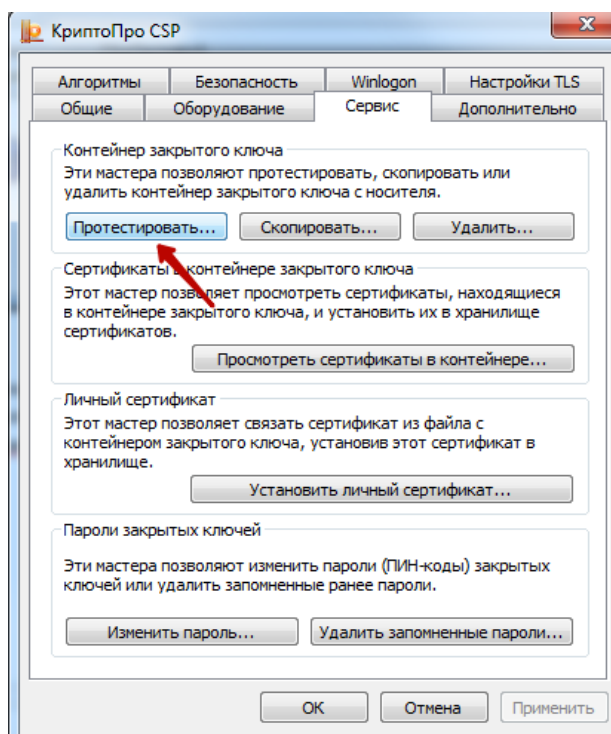 КриптоПро CSP
Алгоритмы Безопасность Winlogon Настройки TLS
Общие Оборудование Сервис Дополнительно
Контейнер закрытого ключа
Эти мастера позволяют протестировать, скопировать или
удалить контейнер закрытого ключа с носителя.
Протестировать... Скопировать... Удалить...
Сертификаты в контейнере закрытого ключа
Этот мастер позволяет просмотреть сертификаты, находящиеся
в контейнере закрытого ключа, и установить их в хранилище
сертификатов.
Просмотреть сертификаты в контейнере...
Личный сертификат
Этот мастер позволяет связать сертификат из файла с
контейнером закрытого ключа, установив этот сертификат в
хранилище.
Установить личный сертификат...
Пароли закрытых ключей
Эти мастера позволяют изменить пароли (ПИН-коды) закрытых
ключей или удалить запомненные ранее пароли.
Изменить пароль... Удалить запомненные пароли...
ОК Отмена Применить